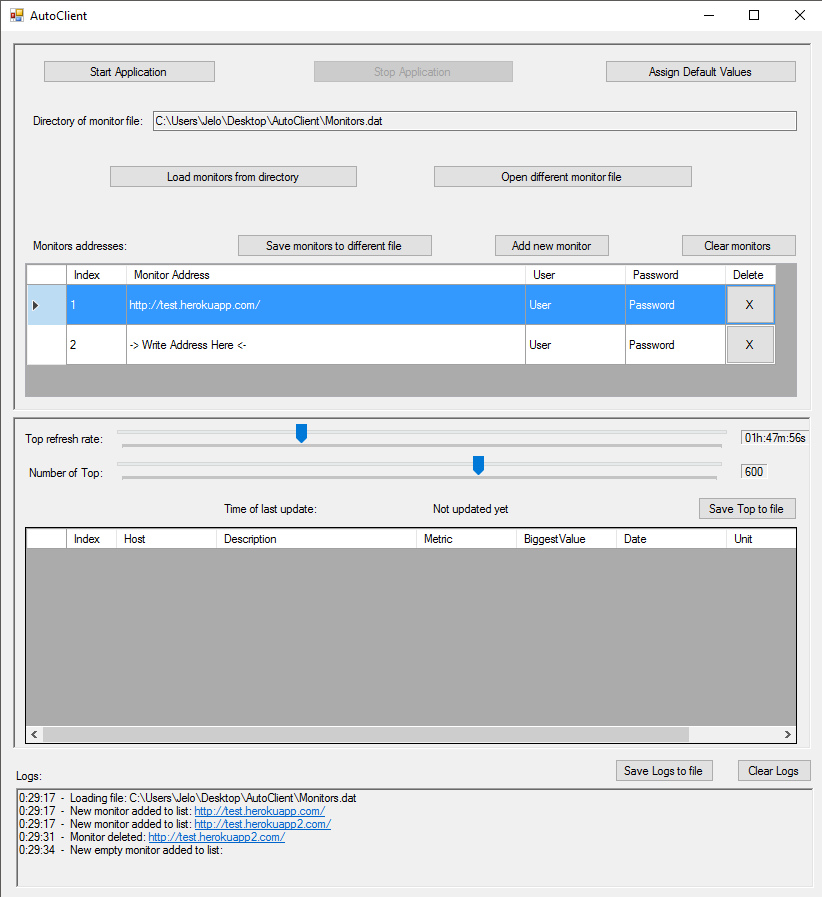 AutoClient
Start Application Stop Application Assign Default Values
Directory of monitor file: C:\Users\Jelo\Desktop\AutoClient\Monitors.dat
Load monitors from directory Open different monitor file
Monitors addresses: Save monitors to different file Add new monitor Clear monitors
Index Monitor Address User Password Delete
1 http://test.herokuapp.com/ User Password X
2 -> Write Address Here <- User Password X
Top refresh rate: 01h:47m:56s
Number of Top: 600
Time of last update: Not updated yet Save Top to file
Index Host Description Metric BiggestValue Date Unit
Logs: Save Logs to file Clear Logs
0:29:17 - Loading file: C:\Users\Jelo\Desktop\AutoClient\Monitors.dat
0:29:17 - New monitor added to list: http://test.herokuapp.com/
0:29:17 - New monitor added to list: http://test.herokuapp2.com/
0:29:31 - Monitor deleted: http://test.herokuapp2.com/
0:29:34 - New empty monitor added to list: